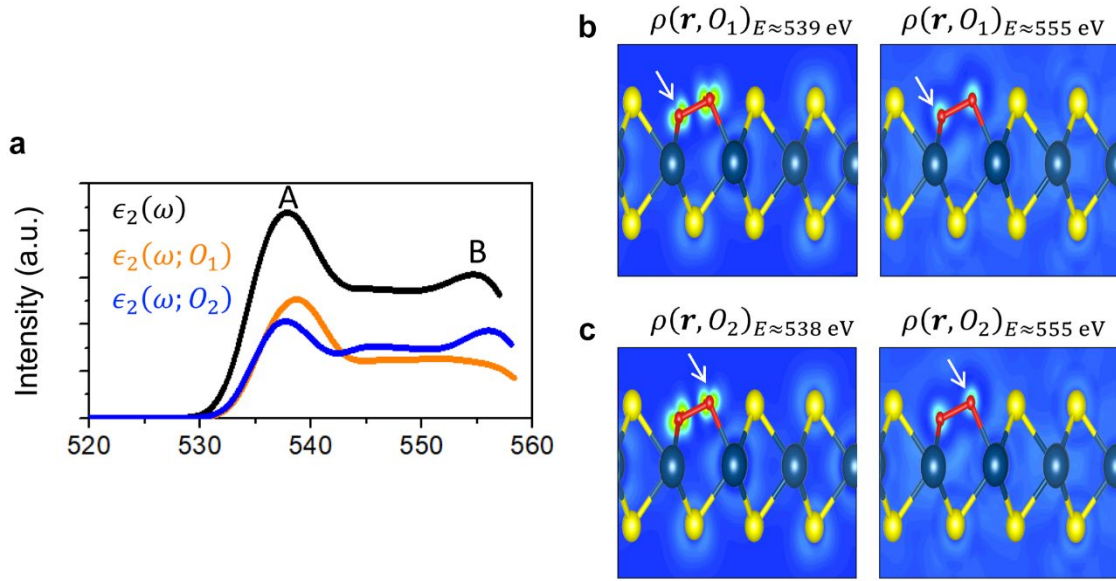 a
Intensity (a.u.)
ϵ₂(ω)
ϵ₂(ω; O₁)
ϵ₂(ω; O₂)
A
B
520 530 540 550 560
b
ρ(r, O₁)E≈539 eV
ρ(r, O₁)E≈555 eV
c
ρ(r, O₂)E≈538 eV
ρ(r, O₂)E≈555 eV